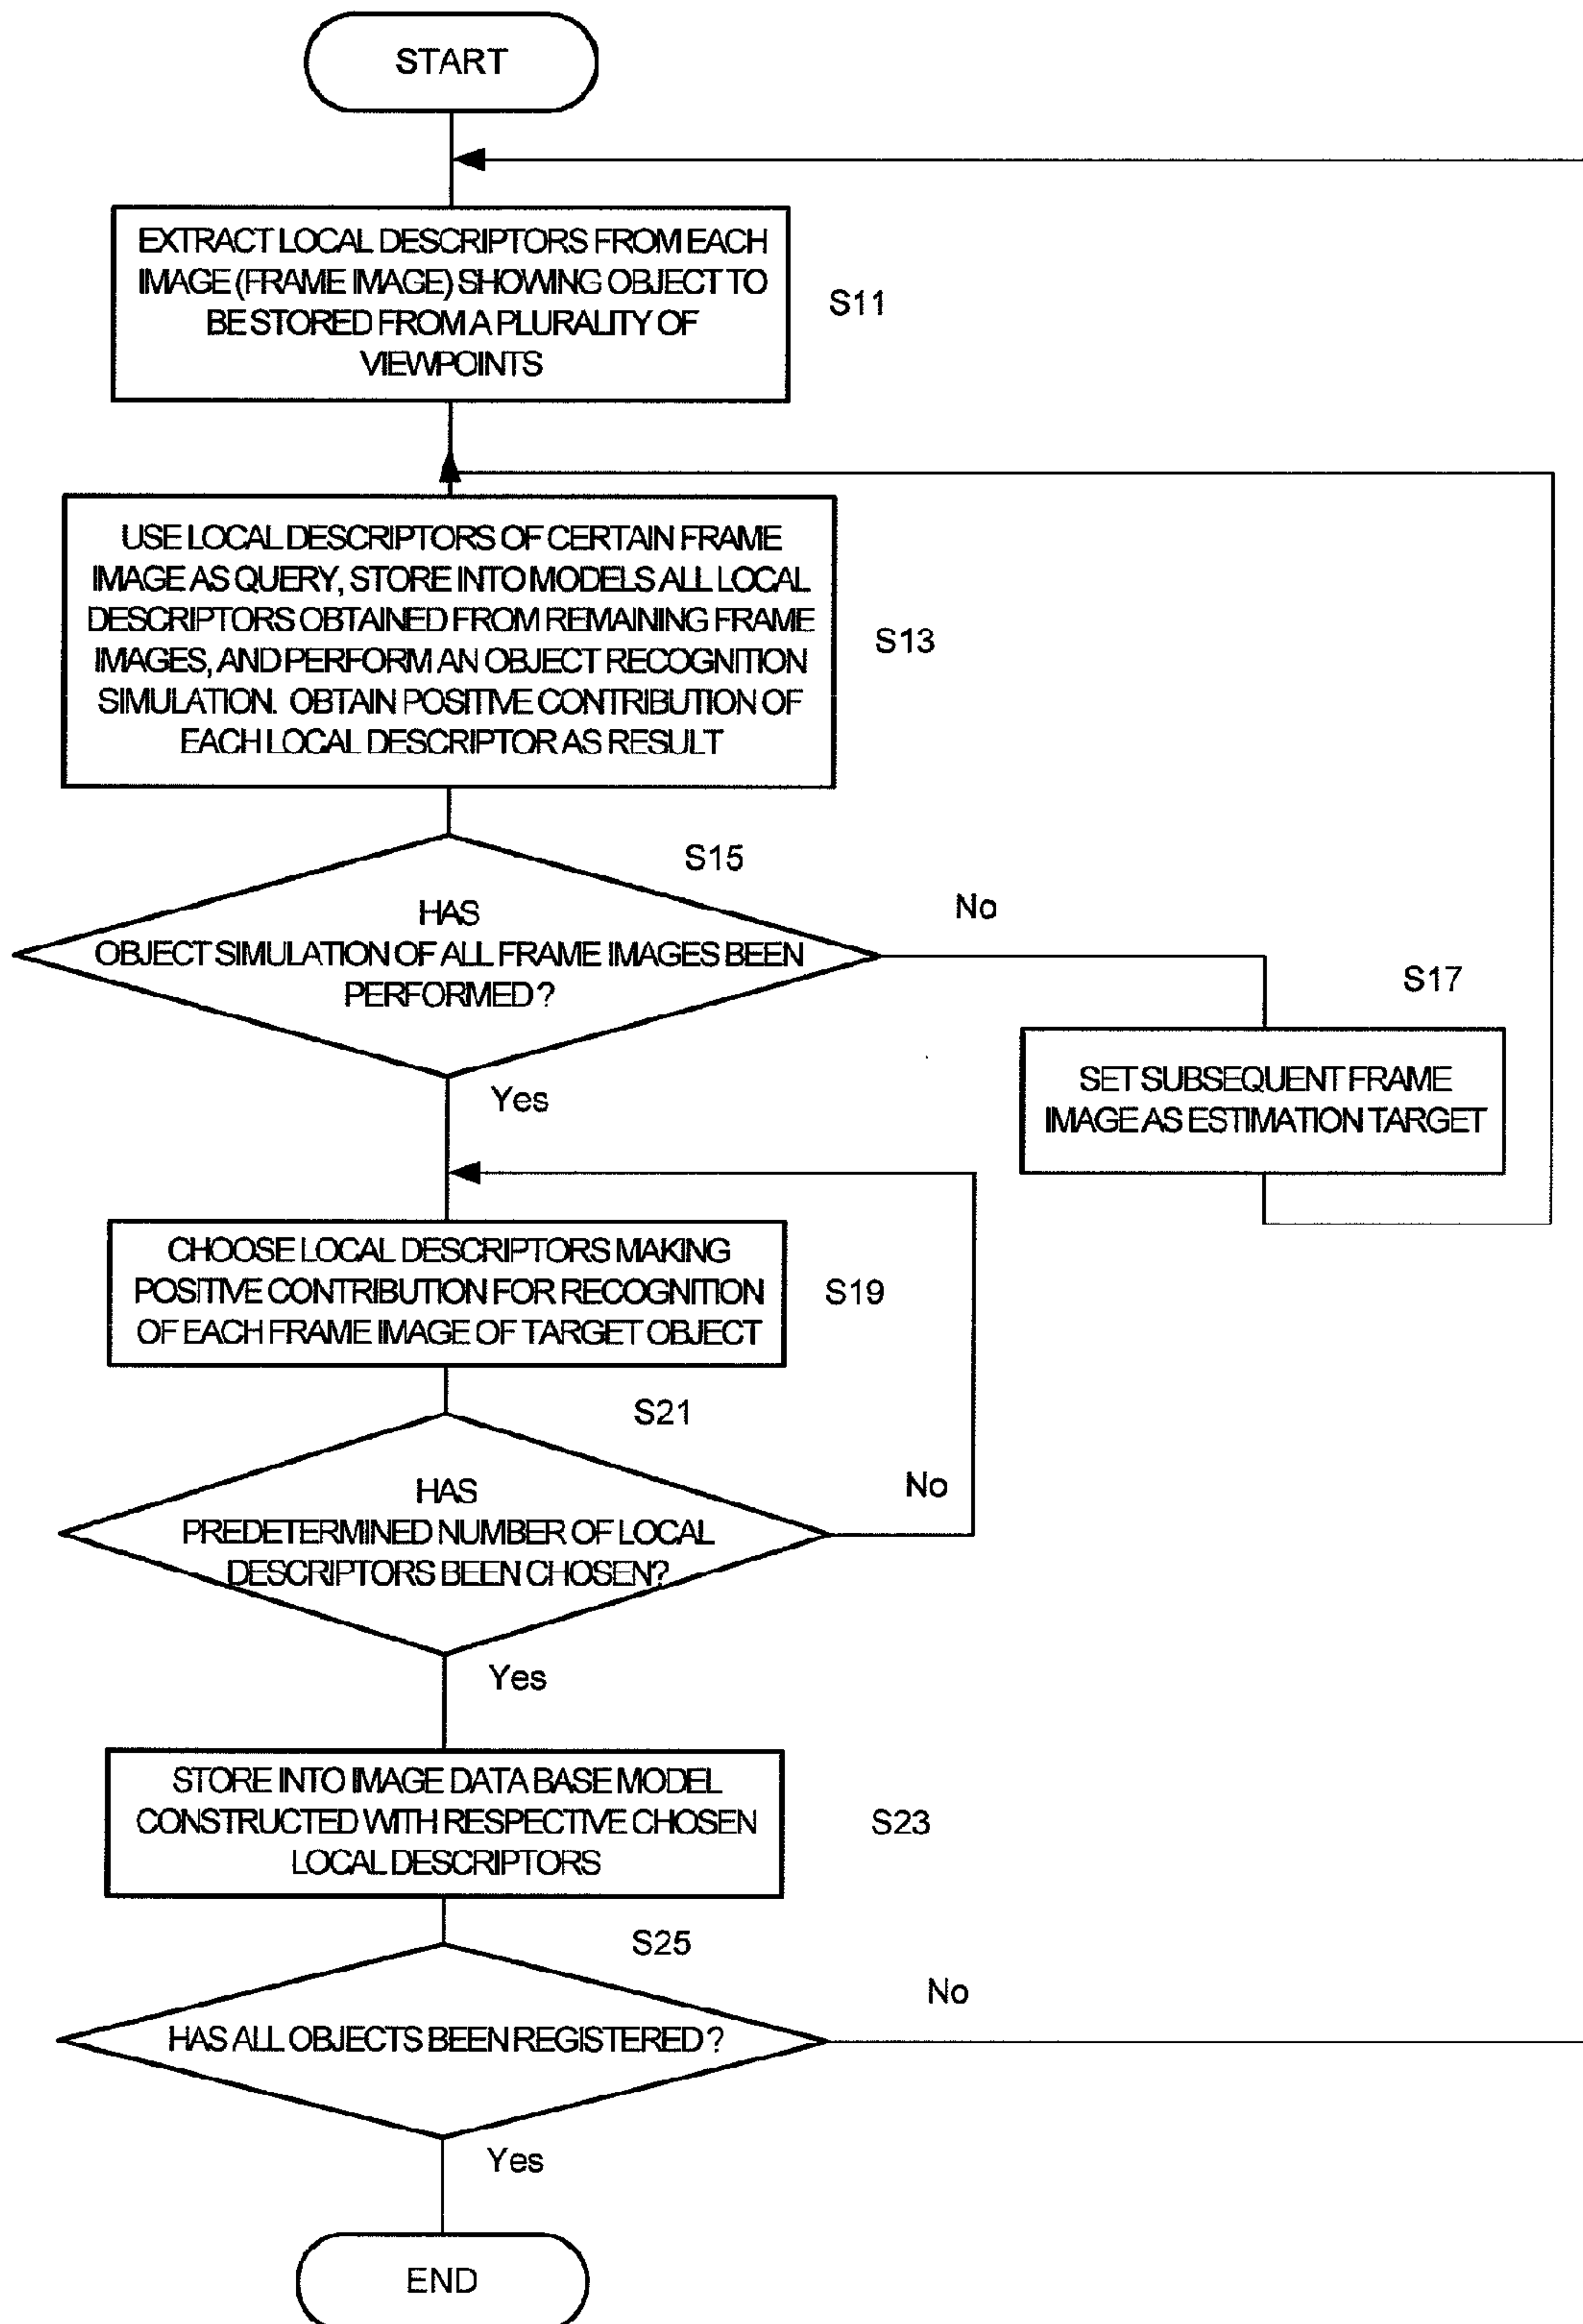 START
EXTRACT LOCAL DESCRIPTORS FROM EACH
IMAGE (FRAME IMAGE) SHOWING OBJECT TO
BE STORED FROM A PLURALITY OF
VIEWPOINTS
S11
USE LOCAL DESCRIPTORS OF CERTAIN FRAME
IMAGE AS QUERY, STORE INTO MODELS ALL LOCAL
DESCRIPTORS OBTAINED FROM REMAINING FRAME
IMAGES, AND PERFORM AN OBJECT RECOGNITION
SIMULATION. OBTAIN POSITIVE CONTRIBUTION OF
EACH LOCAL DESCRIPTOR AS RESULT
S13
S15
HAS
OBJECT SIMULATION OF ALL FRAME IMAGES BEEN
PERFORMED?
No
S17
SET SUBSEQUENT FRAME
IMAGE AS ESTIMATION TARGET
Yes
CHOOSE LOCAL DESCRIPTORS MAKING
POSITIVE CONTRIBUTION FOR RECOGNITION
OF EACH FRAME IMAGE OF TARGET OBJECT
S19
S21
HAS
PREDETERMINED NUMBER OF LOCAL
DESCRIPTORS BEEN CHOSEN?
No
Yes
STORE INTO IMAGE DATA BASE MODEL
CONSTRUCTED WITH RESPECTIVE CHOSEN
LOCAL DESCRIPTORS
S23
S25
HAS ALL OBJECTS BEEN REGISTERED?
No
Yes
END